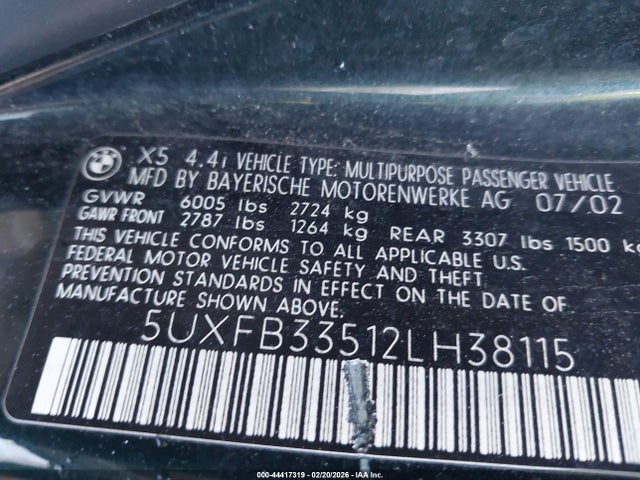 BMW
X5 4.4i VEHICLE TYPE: MULTIPURPOSE PASSENGER VEHICLE
MFD BY BAYERISCHE MOTORENWERKE AG 07/02
GVWR 6005 lbs 2724 kg
GAWR FRONT 2787 lbs 1264 kg REAR 3307 lbs 1500 kg
THIS VEHICLE CONFORMS TO ALL APPLICABLE U.S.
FEDERAL MOTOR VEHICLE SAFETY AND THEFT
PREVENTION STANDARDS IN EFFECT ON THE DATE OF
MANUFACTURE SHOWN ABOVE.
5UXFB33512LH38115
000-44417319 | 02/20/2026 | IAA Inc.